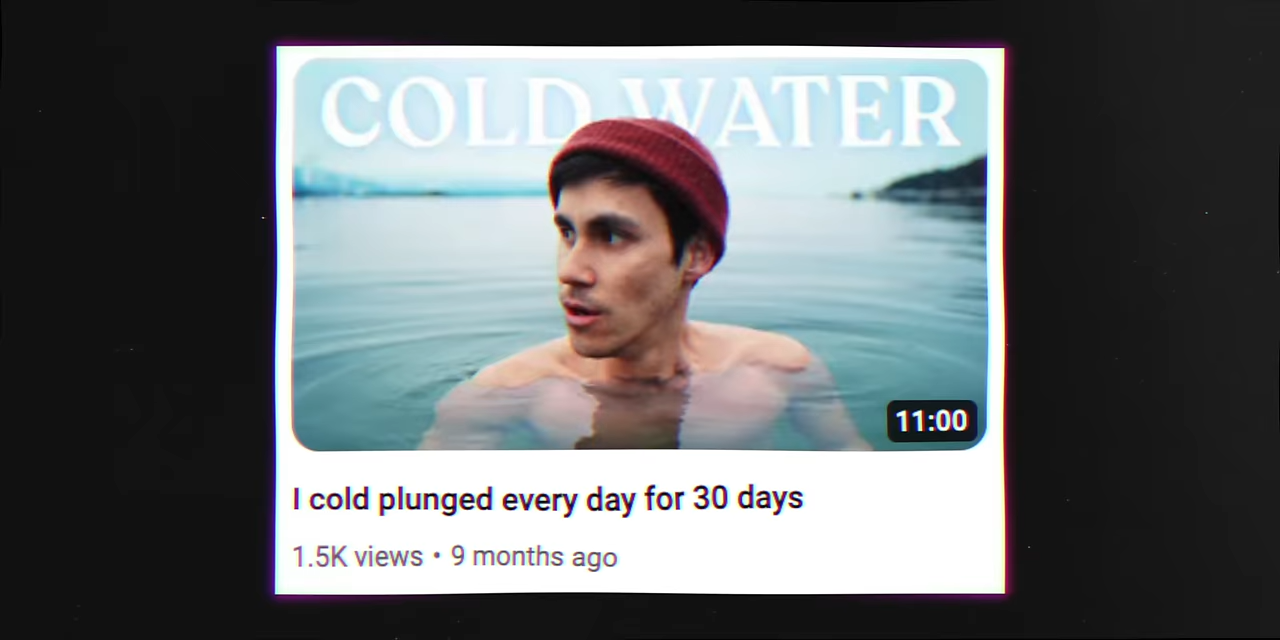 COLD WATER
11:00
I cold plunged every day for 30 days
1.5K views • 9 months ago